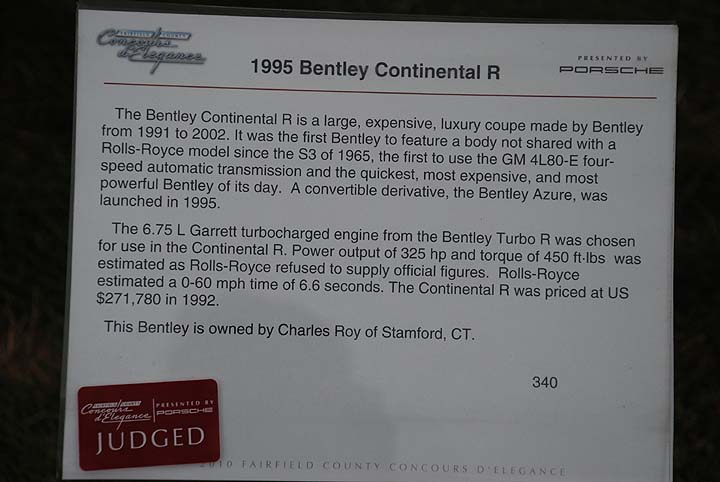 FAIRFIELD COUNTY
Concours
d'Elegance
1995 Bentley Continental R
PRESENTED BY
PORSCHE
The Bentley Continental R is a large, expensive, luxury coupe made by Bentley
from 1991 to 2002. It was the first Bentley to feature a body not shared with a
Rolls-Royce model since the S3 of 1965, the first to use the GM 4L80-E four-
speed automatic transmission and the quickest, most expensive, and most
powerful Bentley of its day. A convertible derivative, the Bentley Azure, was
launched in 1995.
The 6.75 L Garrett turbocharged engine from the Bentley Turbo R was chosen
for use in the Continental R. Power output of 325 hp and torque of 450 ft·lbs was
estimated as Rolls-Royce refused to supply official figures. Rolls-Royce
estimated a 0-60 mph time of 6.6 seconds. The Continental R was priced at US
$271,780 in 1992.
This Bentley is owned by Charles Roy of Stamford, CT.
340
FAIRFIELD COUNTY
Concours
d'Elegance
PRESENTED BY
PORSCHE
JUDGED
2010 FAIRFIELD COUNTY CONCOURS D'ELEGANCE